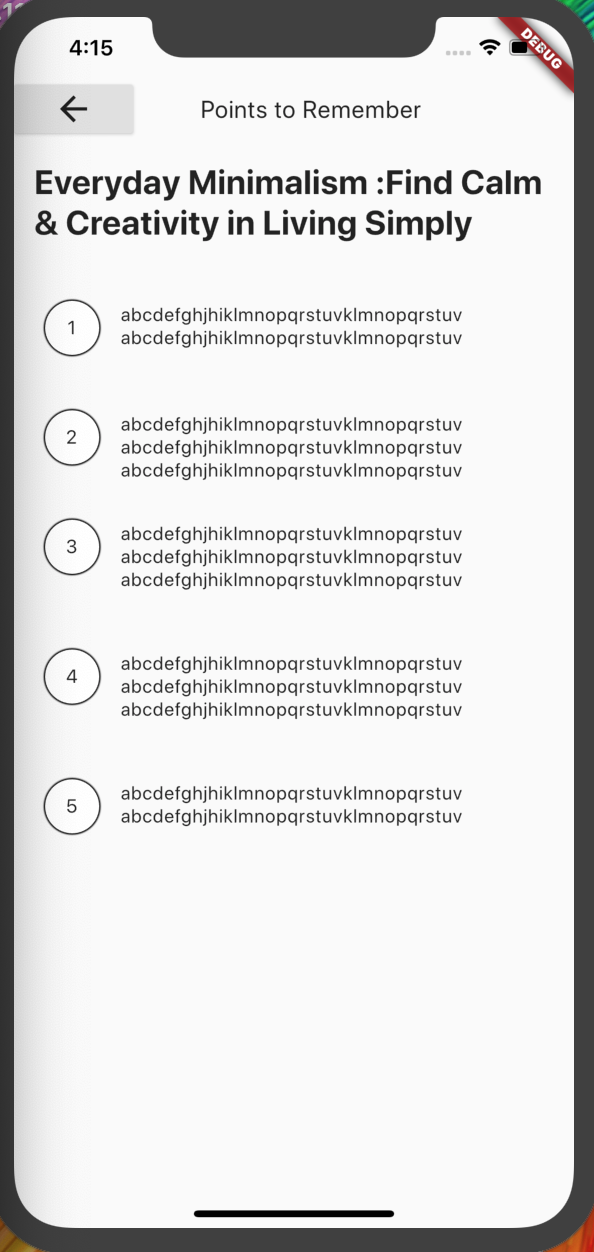 4:15
DEBUG
Points to Remember
Everyday Minimalism :Find Calm
& Creativity in Living Simply
1
abcdefghjhiklmnopqrstuvklmnopqrstuv
abcdefghjhiklmnopqrstuvklmnopqrstuv
2
abcdefghjhiklmnopqrstuvklmnopqrstuv
abcdefghjhiklmnopqrstuvklmnopqrstuv
abcdefghjhiklmnopqrstuvklmnopqrstuv
3
abcdefghjhiklmnopqrstuvklmnopqrstuv
abcdefghjhiklmnopqrstuvklmnopqrstuv
abcdefghjhiklmnopqrstuvklmnopqrstuv
4
abcdefghjhiklmnopqrstuvklmnopqrstuv
abcdefghjhiklmnopqrstuvklmnopqrstuv
abcdefghjhiklmnopqrstuvklmnopqrstuv
5
abcdefghjhiklmnopqrstuvklmnopqrstuv
abcdefghjhiklmnopqrstuvklmnopqrstuv